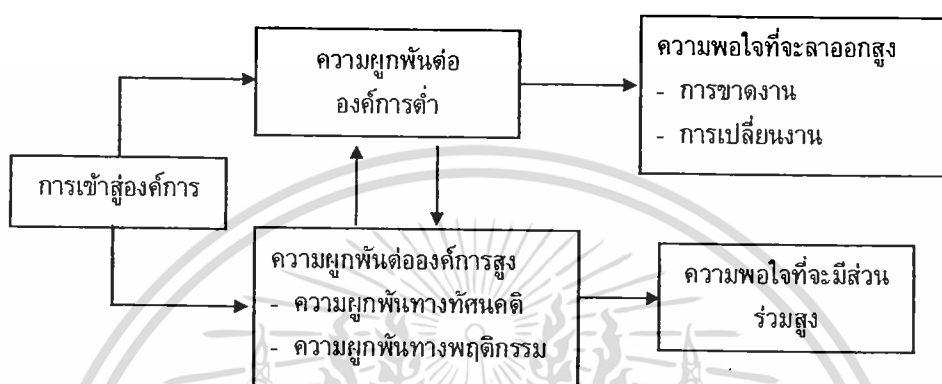 ความผูกพันต่อ
องค์การต่ำ
ความพอใจที่จะลาออกสูง
- การขาดงาน
- การเปลี่ยนงาน
การเข้าสู่องค์การ
ความผูกพันต่อองค์การสูง
- ความผูกพันทางทัศนคติ
- ความผูกพันทางพฤติกรรม
ความพอใจที่จะมีส่วน
ร่วมสูง